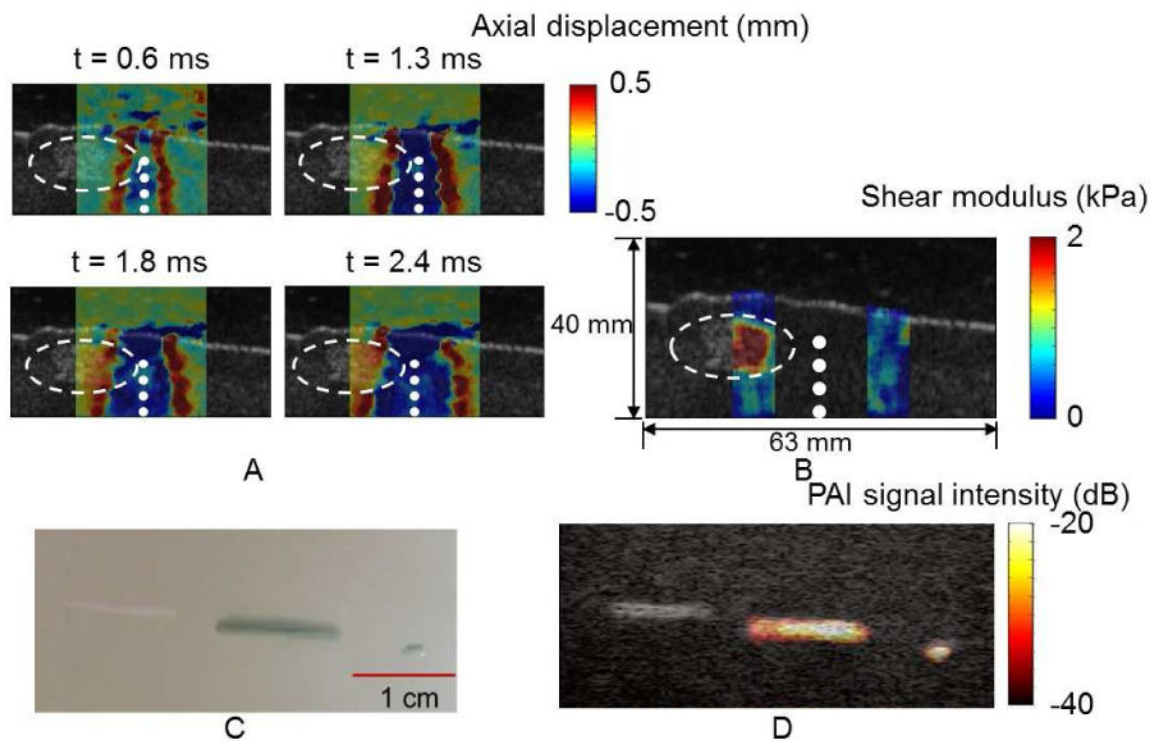 Axial displacement (mm)
t = 0.6 ms
t = 1.3 ms
0.5
-0.5
t = 1.8 ms
t = 2.4 ms
A
Shear modulus (kPa)
2
0
40 mm
63 mm
B
PAI signal intensity (dB)
-20
-40
1 cm
C
D